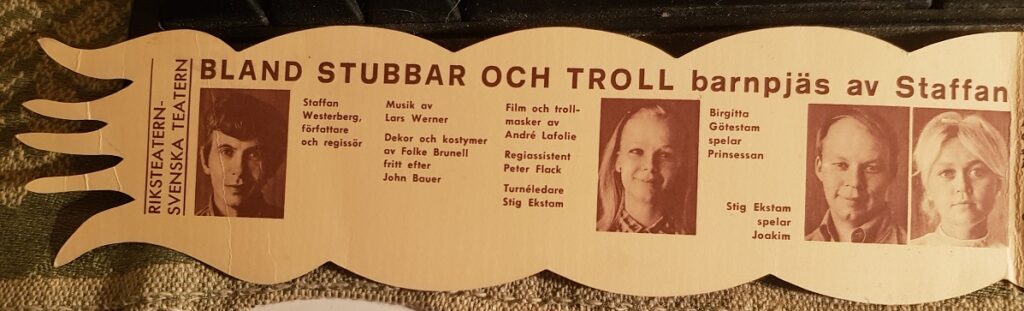 RIKSTEATERN-
SVENSKA TEATERN
BLAND STUBBAR OCH TROLL barnpjäs av Staffan
Staffan
Westerberg,
författare
och regissör
Musik av
Lars Werner
Dekor och kostymer
av Folke Brunell
fritt efter
John Bauer
Film och troll-
masker av
André Lafolie
Regiassistent
Peter Flack
Turnéledare
Stig Ekstam
Birgitta
Götestam
spelar
Prinsessan
Stig Ekstam
spelar
Joakim